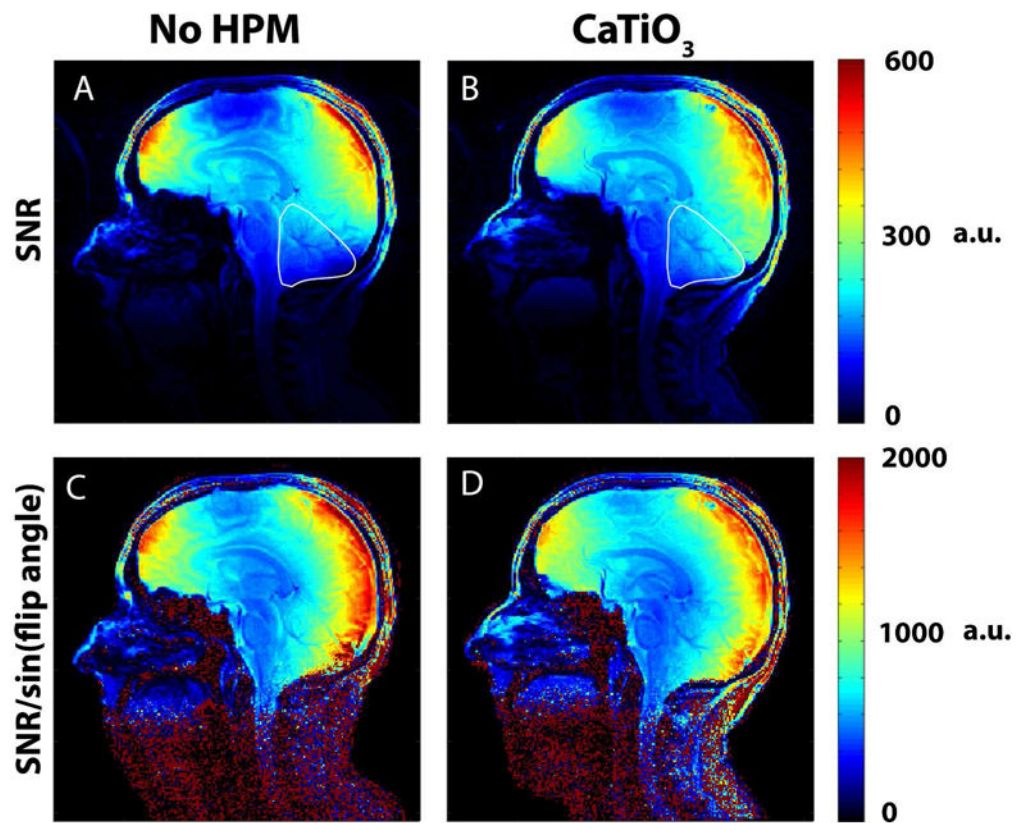 No HPM
CaTiO3
A
B
600
SNR
300 a.u.
0
C
D
2000
SNR/sin(flip angle)
1000 a.u.
0